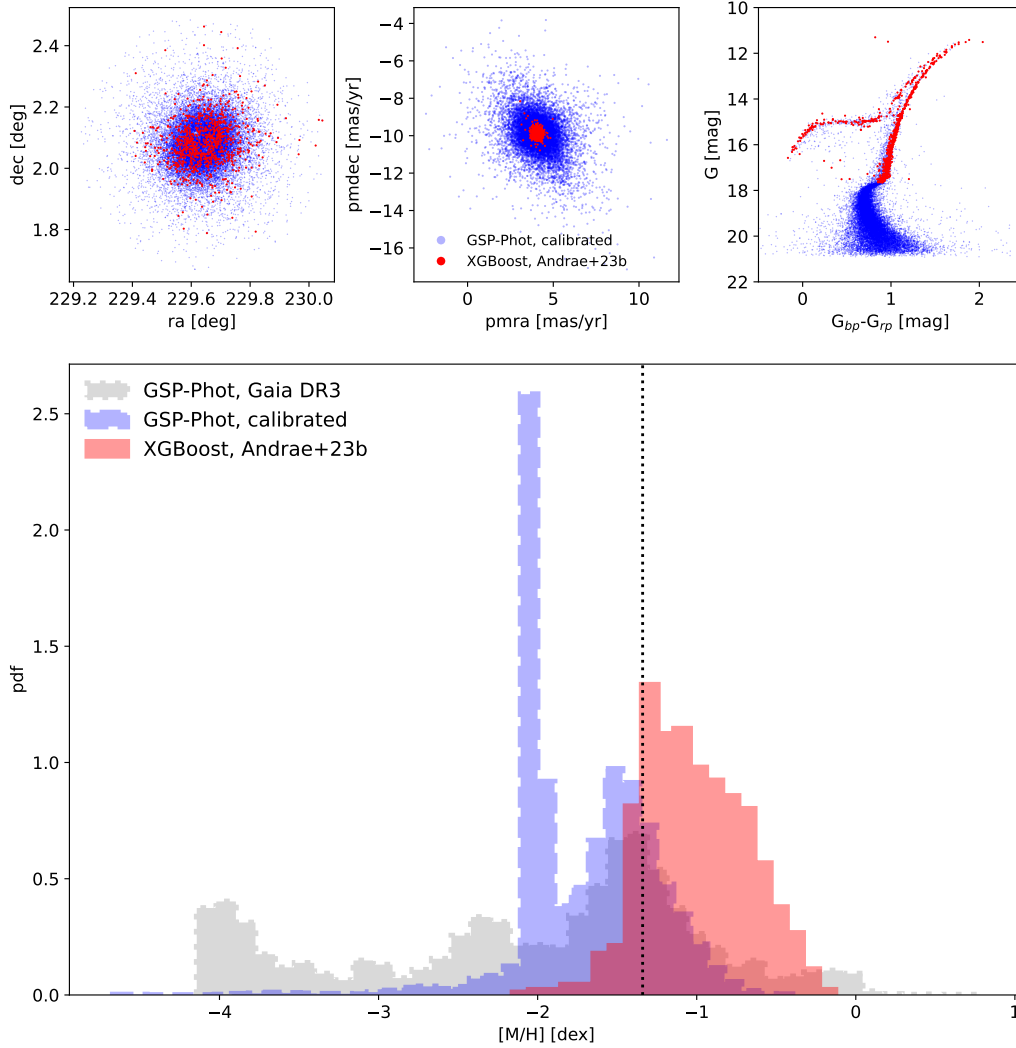 2.4
2.2
2.0
1.8
dec [deg]
229.2 229.4 229.6 229.8 230.0
ra [deg]
−4
−6
−8
−10
−12
−14
−16
pmdec [mas/yr]
GSP-Phot, calibrated
XGBoost, Andrae+23b
0 5 10
pmra [mas/yr]
10
12
14
16
18
20
22
G [mag]
0 1 2
G_bp-G_rp [mag]
GSP-Phot, Gaia DR3
GSP-Phot, calibrated
XGBoost, Andrae+23b
2.5
2.0
1.5
1.0
0.5
0.0
pdf
−4 −3 −2 −1 0 1
[M/H] [dex]